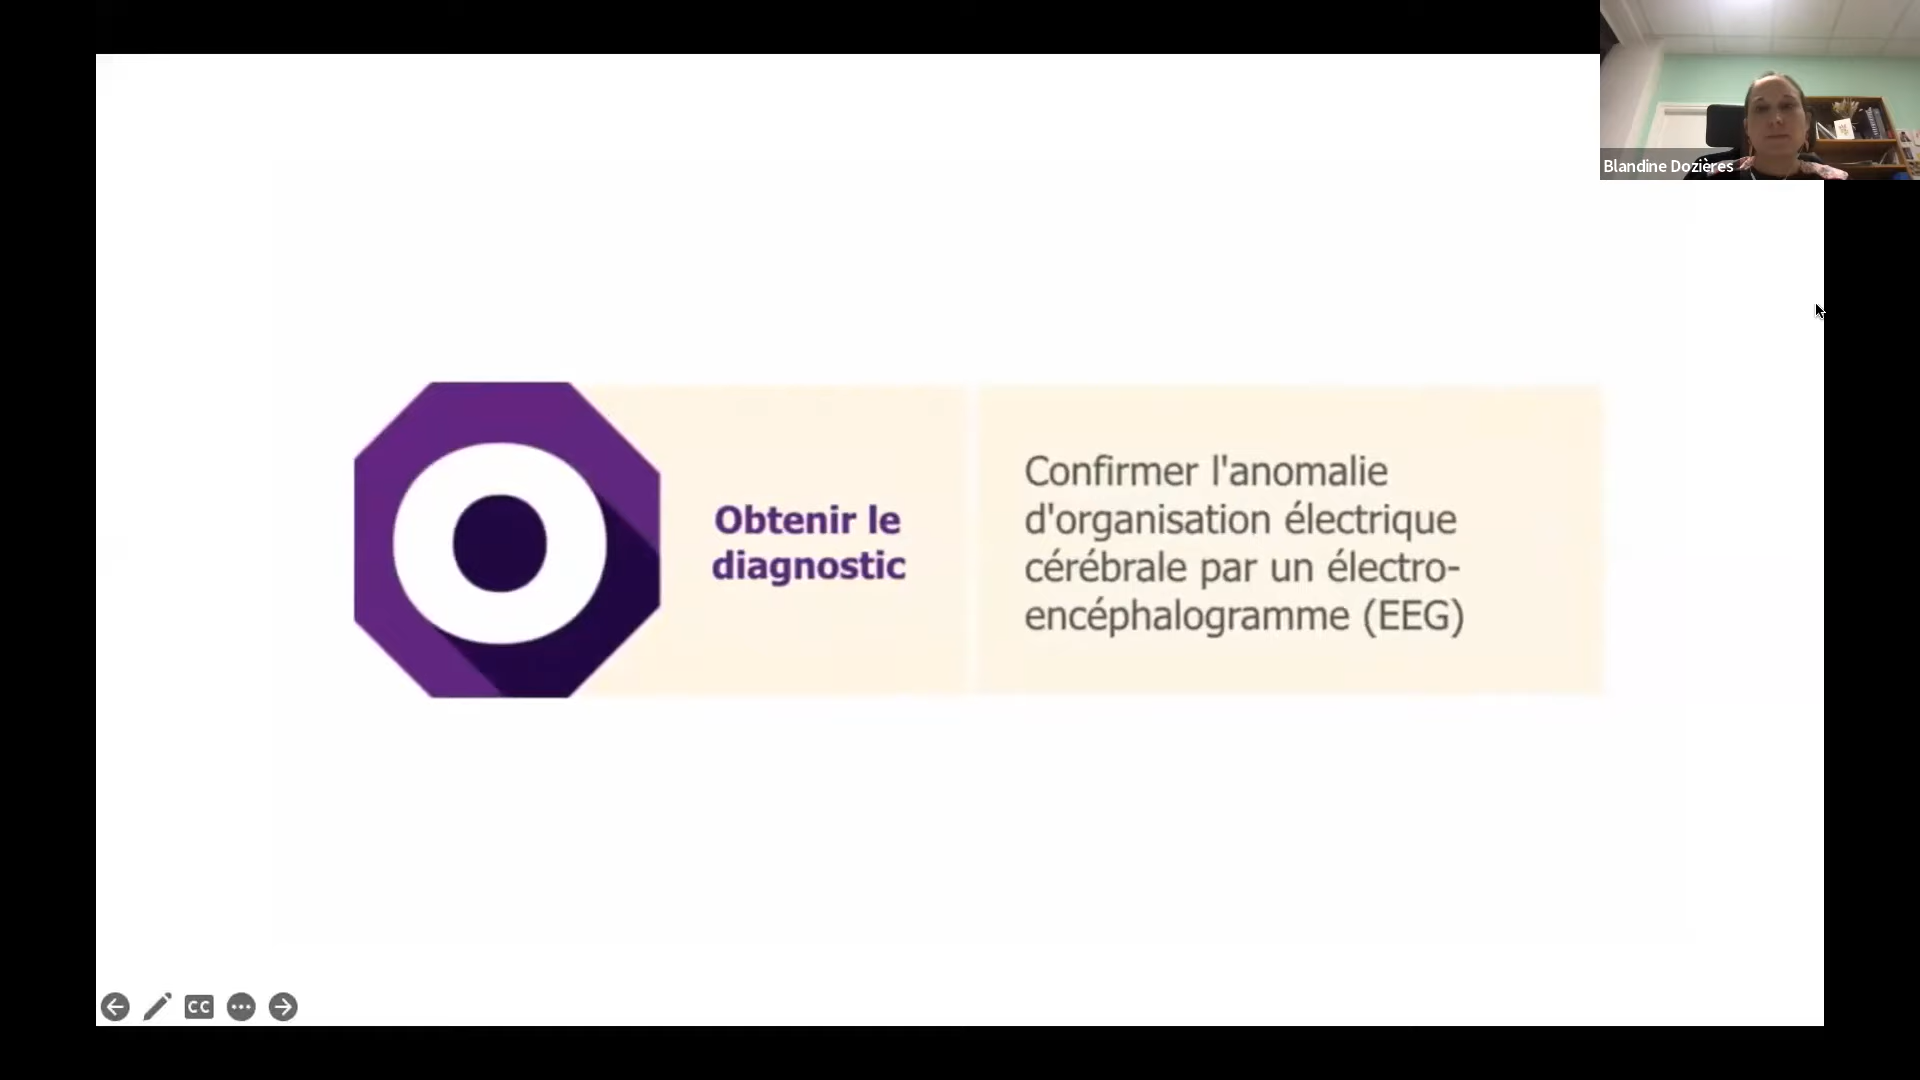 Blandine Dozières
O
Obtenir le
diagnostic
Confirmer l'anomalie
d'organisation électrique
cérébrale par un électro-
encéphalogramme (EEG)
CC